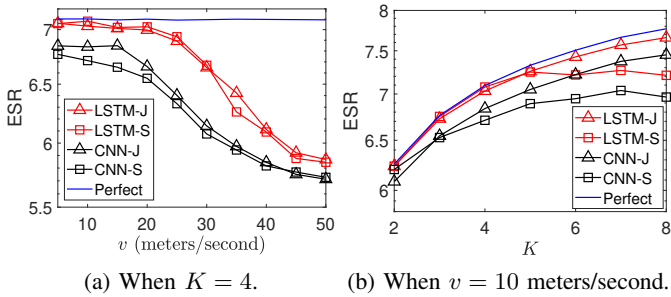 ESR
7
6.5
6
5.5
LSTM-J
LSTM-S
CNN-J
CNN-S
Perfect
10 20 30 40 50
v (meters/second)
(a) When K = 4.
ESR
8
7.5
7
6.5
6
LSTM-J
LSTM-S
CNN-J
CNN-S
Perfect
2 4 6 8
K
(b) When v = 10 meters/second.